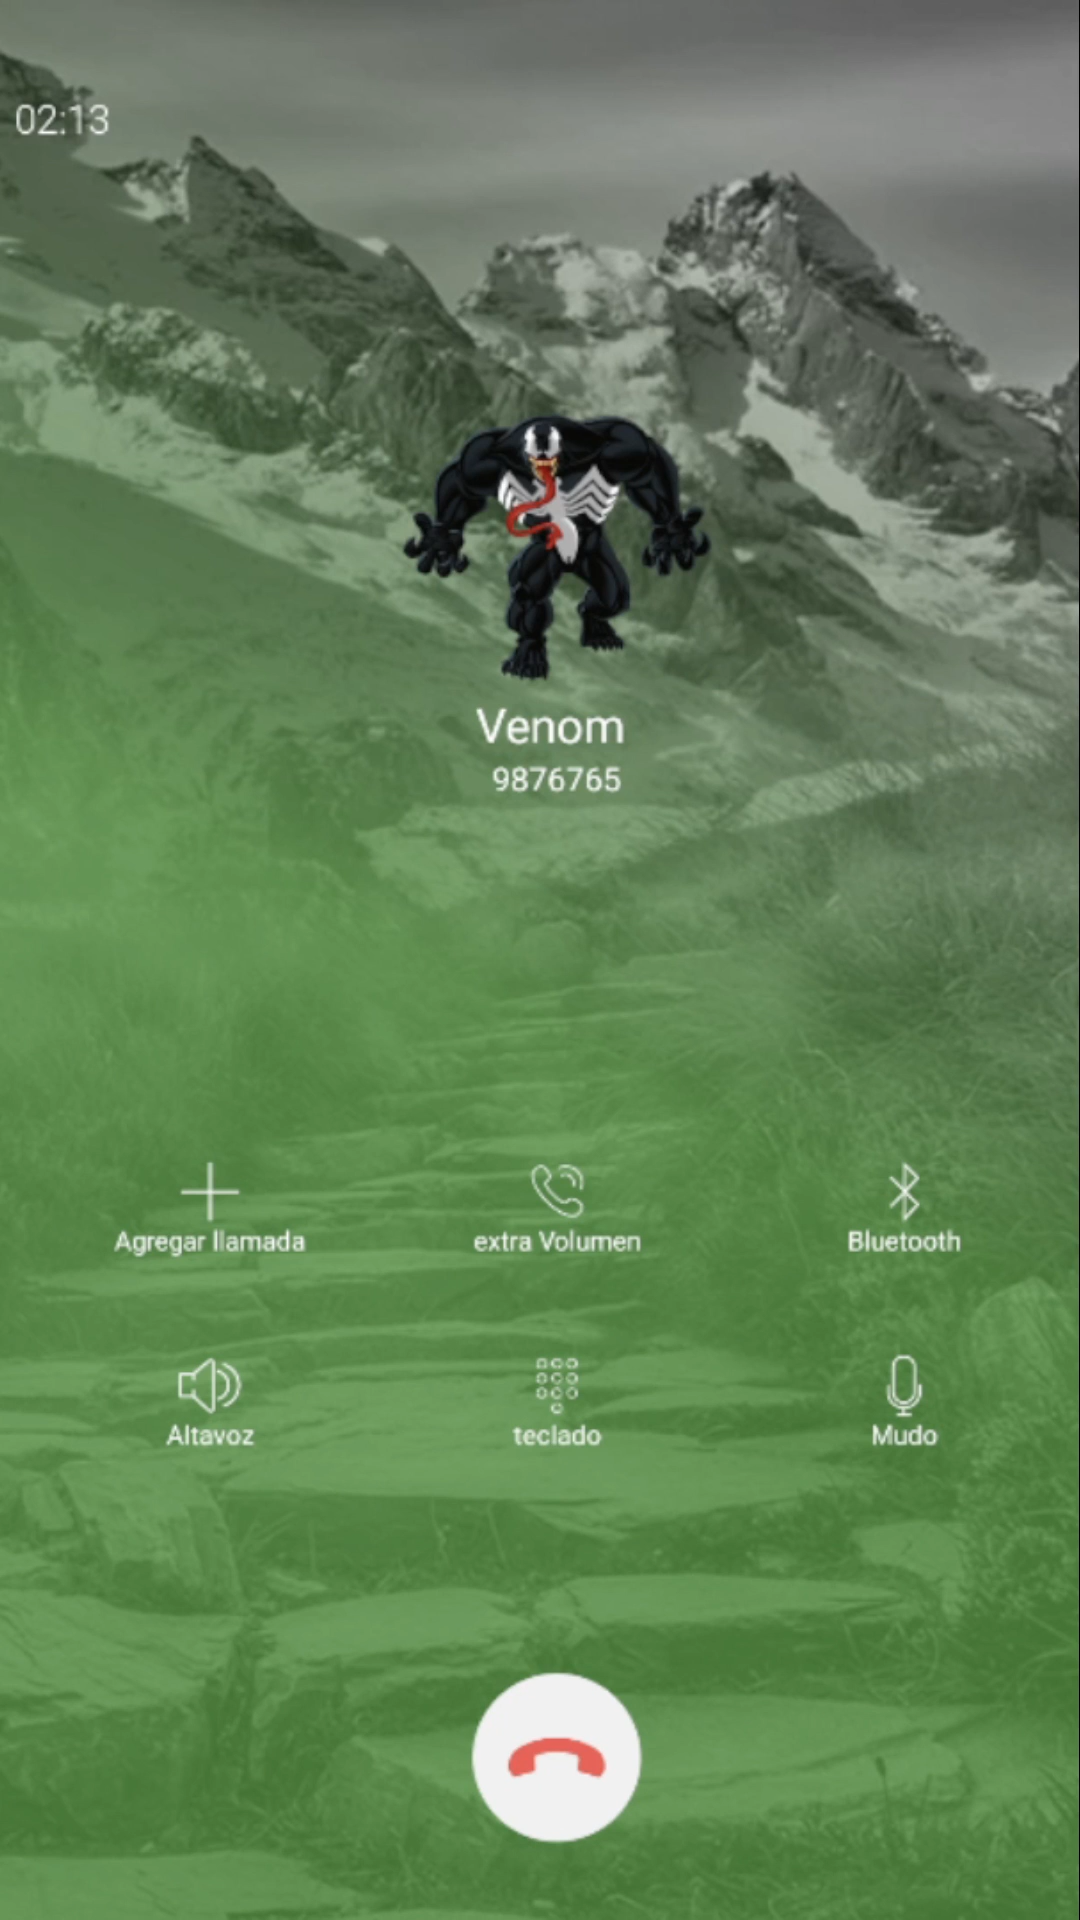 02:13
Venom
9876765
Agregar llamada
extra Volumen
Bluetooth
Altavoz
teclado
Mudo